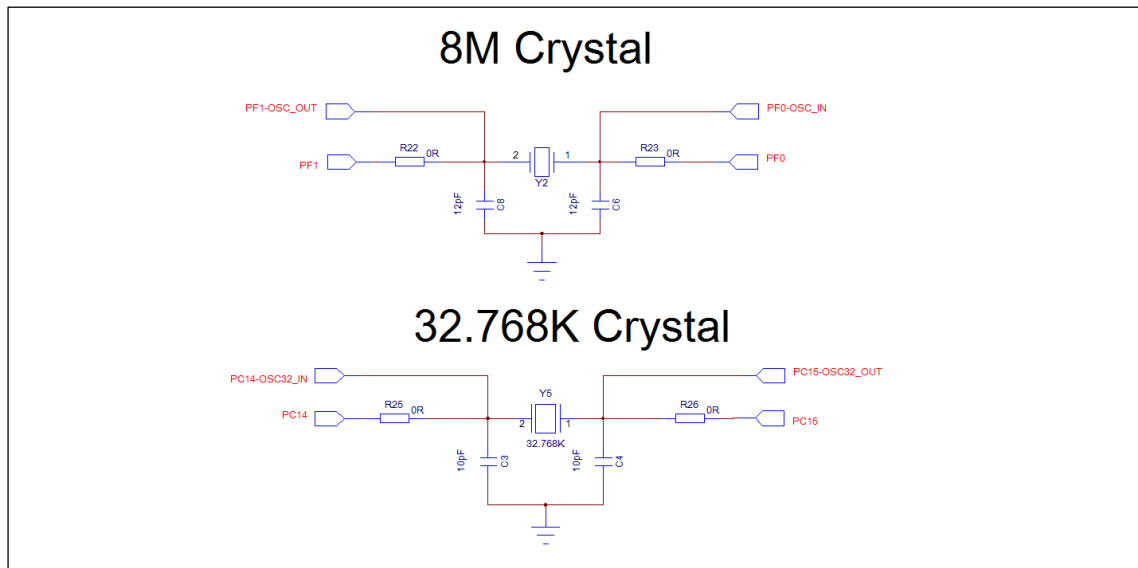 8M Crystal
PF1-OSC_OUT
PF0-OSC_IN
PF1
R22
0R
2
1
Y2
R23
0R
PF0
12pF
C8
12pF
C6
32.768K Crystal
PC14-OSC32_IN
PC15-OSC32_OUT
PC14
R25
0R
Y5
2
1
32.768K
R26
0R
PC15
10pF
C3
10pF
C4